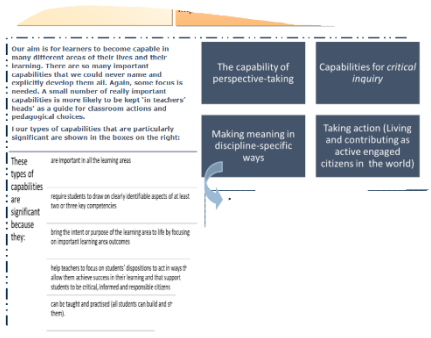 Our aim is for learners to become capable in
many different areas of their lives and their
learning. There are so many important
capabilities that we could never name and
explicitly develop them all. Again, some focus is
needed. A small number of really important
capabilities is more likely to be kept 'in teachers'
heads' as a guide for classroom actions and
pedagogical choices.
Four types of capabilities that are particularly
significant are shown in the boxes on the right:
The capability of
perspective-taking
Capabilities for critical
inquiry
Making meaning in
discipline-specific
ways
Taking action (Living
and contributing as
active engaged
citizens in the world)
These
types of
capabilities
are
significant
because
they:
are important in all the learning areas
require students to draw on clearly identifiable aspects of at least
two or three key competencies
bring the intent or purpose of the learning area to life by focusing
on important learning area outcomes
help teachers to focus on students' dispositions to act in ways
allow them achieve success in their learning and that support
students to be critical, informed and responsible citizens
can be taught and practised (all students can build and
them).